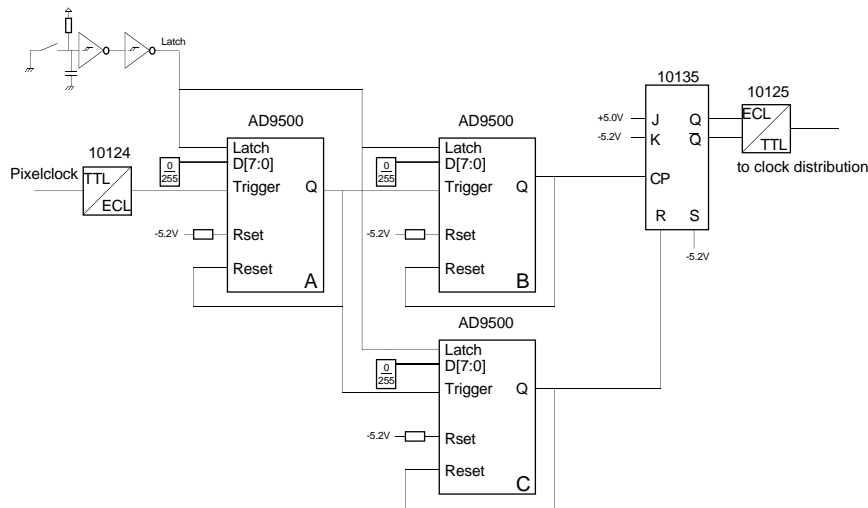 Latch
10135
10125
AD9500
AD9500
+5.0V
J
Q
ECL
TTL
-5.2V
K
Q
to clock distribution
CP
R
S
-5.2V
10124
Pixelclock
TTL
ECL
0
255
Latch
D[7:0]
Trigger
Q
-5.2V
Rset
Reset
A
0
255
Latch
D[7:0]
Trigger
Q
-5.2V
Rset
Reset
B
AD9500
0
255
Latch
D[7:0]
Trigger
Q
-5.2V
Rset
Reset
C